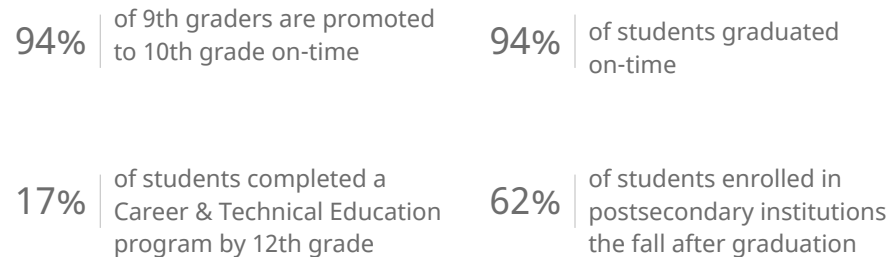 94%
of 9th graders are promoted
to 10th grade on-time
94%
of students graduated
on-time
17%
of students completed a
Career & Technical Education
program by 12th grade
62%
of students enrolled in
postsecondary institutions
the fall after graduation